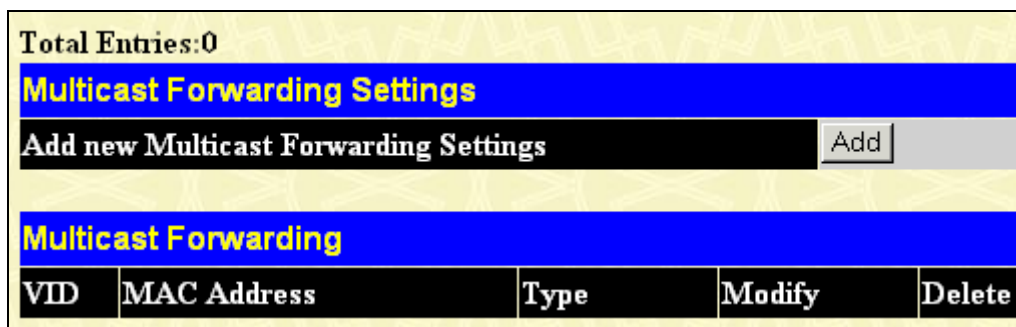 Total Entries:0
Multicast Forwarding Settings
Add new Multicast Forwarding Settings Add
Multicast Forwarding
VID MAC Address Type Modify Delete